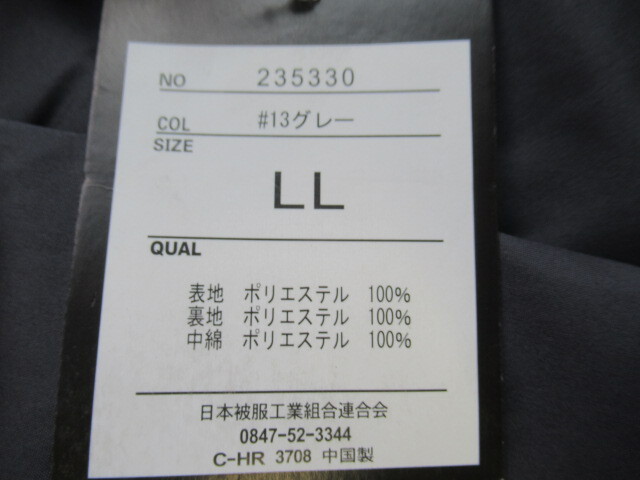 NO 235330
COL #13グレー
SIZE
LL
QUAL
表地 ポリエステル 100%
裏地 ポリエステル 100%
中綿 ポリエステル 100%
日本被服工業組合連合会
0847-52-3344
C-HR 3708 中国製